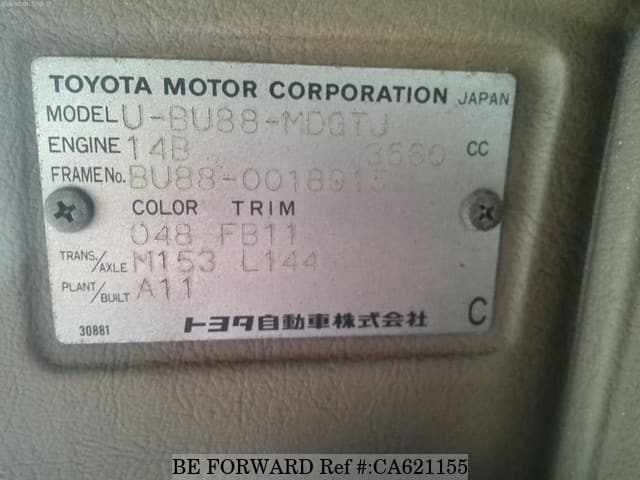 TOYOTA MOTOR CORPORATION JAPAN
MODEL U-BU88-MDGTJ
ENGINE 14B 3660 CC
FRAME No. BU88-0018915
COLOR TRIM
048 FB11
TRANS./AXLE M153 L144
PLANT/BUILT A11
30881 トヨタ自動車株式会社 C
BE FORWARD Ref #:CA621155